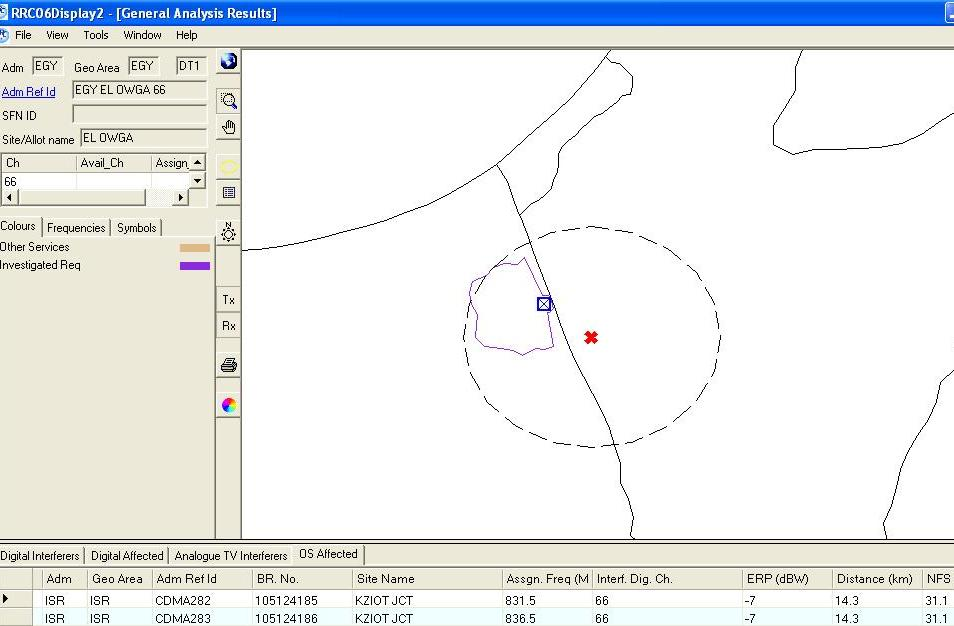 RRC06Display2 - [General Analysis Results]
File View Tools Window Help
Adm EGY Geo Area EGY DT1
Adm Ref Id EGY EL OWGA 66
SFN ID
Site/Allot name EL OWGA
Ch Avail_Ch Assign_
66
Colours Frequencies Symbols
Other Services
Investigated Req
N
Tx
Rx
Digital Interferers Digital Affected Analogue TV Interferers OS Affected
Adm Geo Area Adm Ref Id BR. No. Site Name Assgn. Freq (M Interf. Dig. Ch. ERP (dBW) Distance (km) NFS
ISR ISR CDMA282 105124185 KZIOT JCT 831.5 66 -7 14.3 31.1
ISR ISR CDMA283 105124186 KZIOT JCT 836.5 66 -7 14.3 31.1